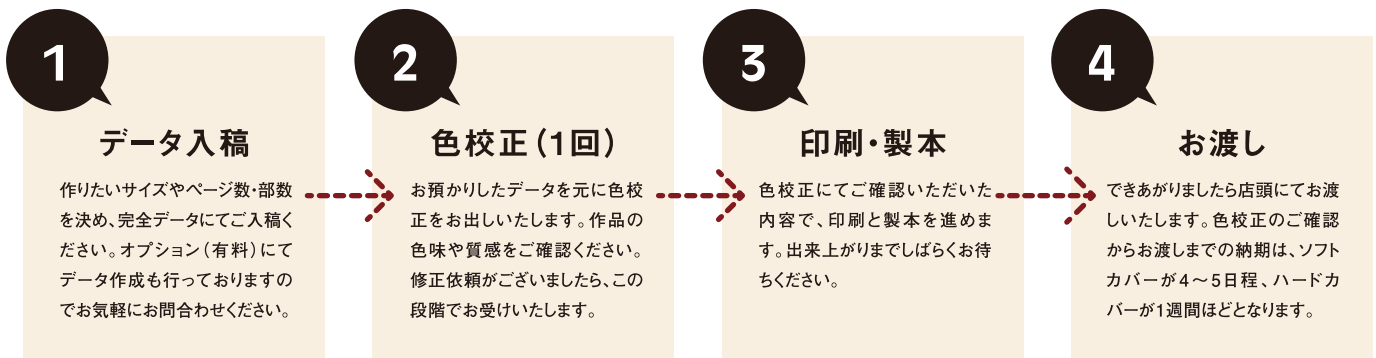 1
データ入稿
作りたいサイズやページ数・部数
を決め、完全データにてご入稿く
ださい。オプション（有料）にて
データ作成も行っておりますの
でお気軽にお問合わせください。
2
色校正（1回）
お預かりしたデータを元に色校
正をお出しいたします。作品の
色味や質感をご確認ください。
修正依頼がございましたら、この
段階でお受けいたします。
3
印刷・製本
色校正にてご確認いただいた
内容で、印刷と製本を進めま
す。出来上がりまでしばらくお待
ちください。
4
お渡し
できあがりましたら店頭にてお渡
しいたします。色校正のご確認
からお渡しまでの納期は、ソフト
カバーが4〜5日程、ハードカ
バーが1週間ほどとなります。